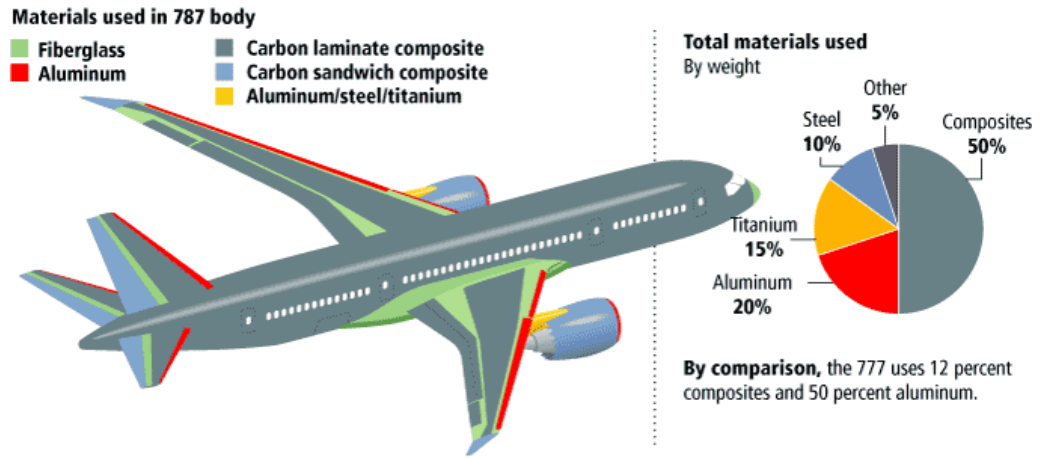 Materials used in 787 body
Fiberglass
Aluminum
Carbon laminate composite
Carbon sandwich composite
Aluminum/steel/titanium
Total materials used
By weight
Other
5%
Steel
10%
Composites
50%
Titanium
15%
Aluminum
20%
By comparison, the 777 uses 12 percent
composites and 50 percent aluminum.